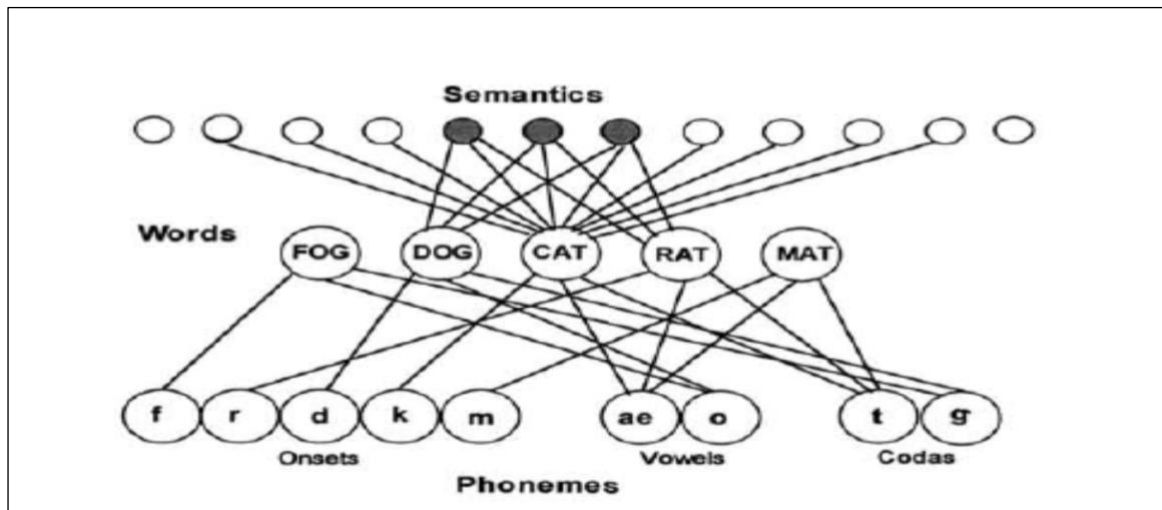 Semantics
Words
FOG DOG CAT RAT MAT
f r d k m ae o t g
Onsets Vowels Codas
Phonemes